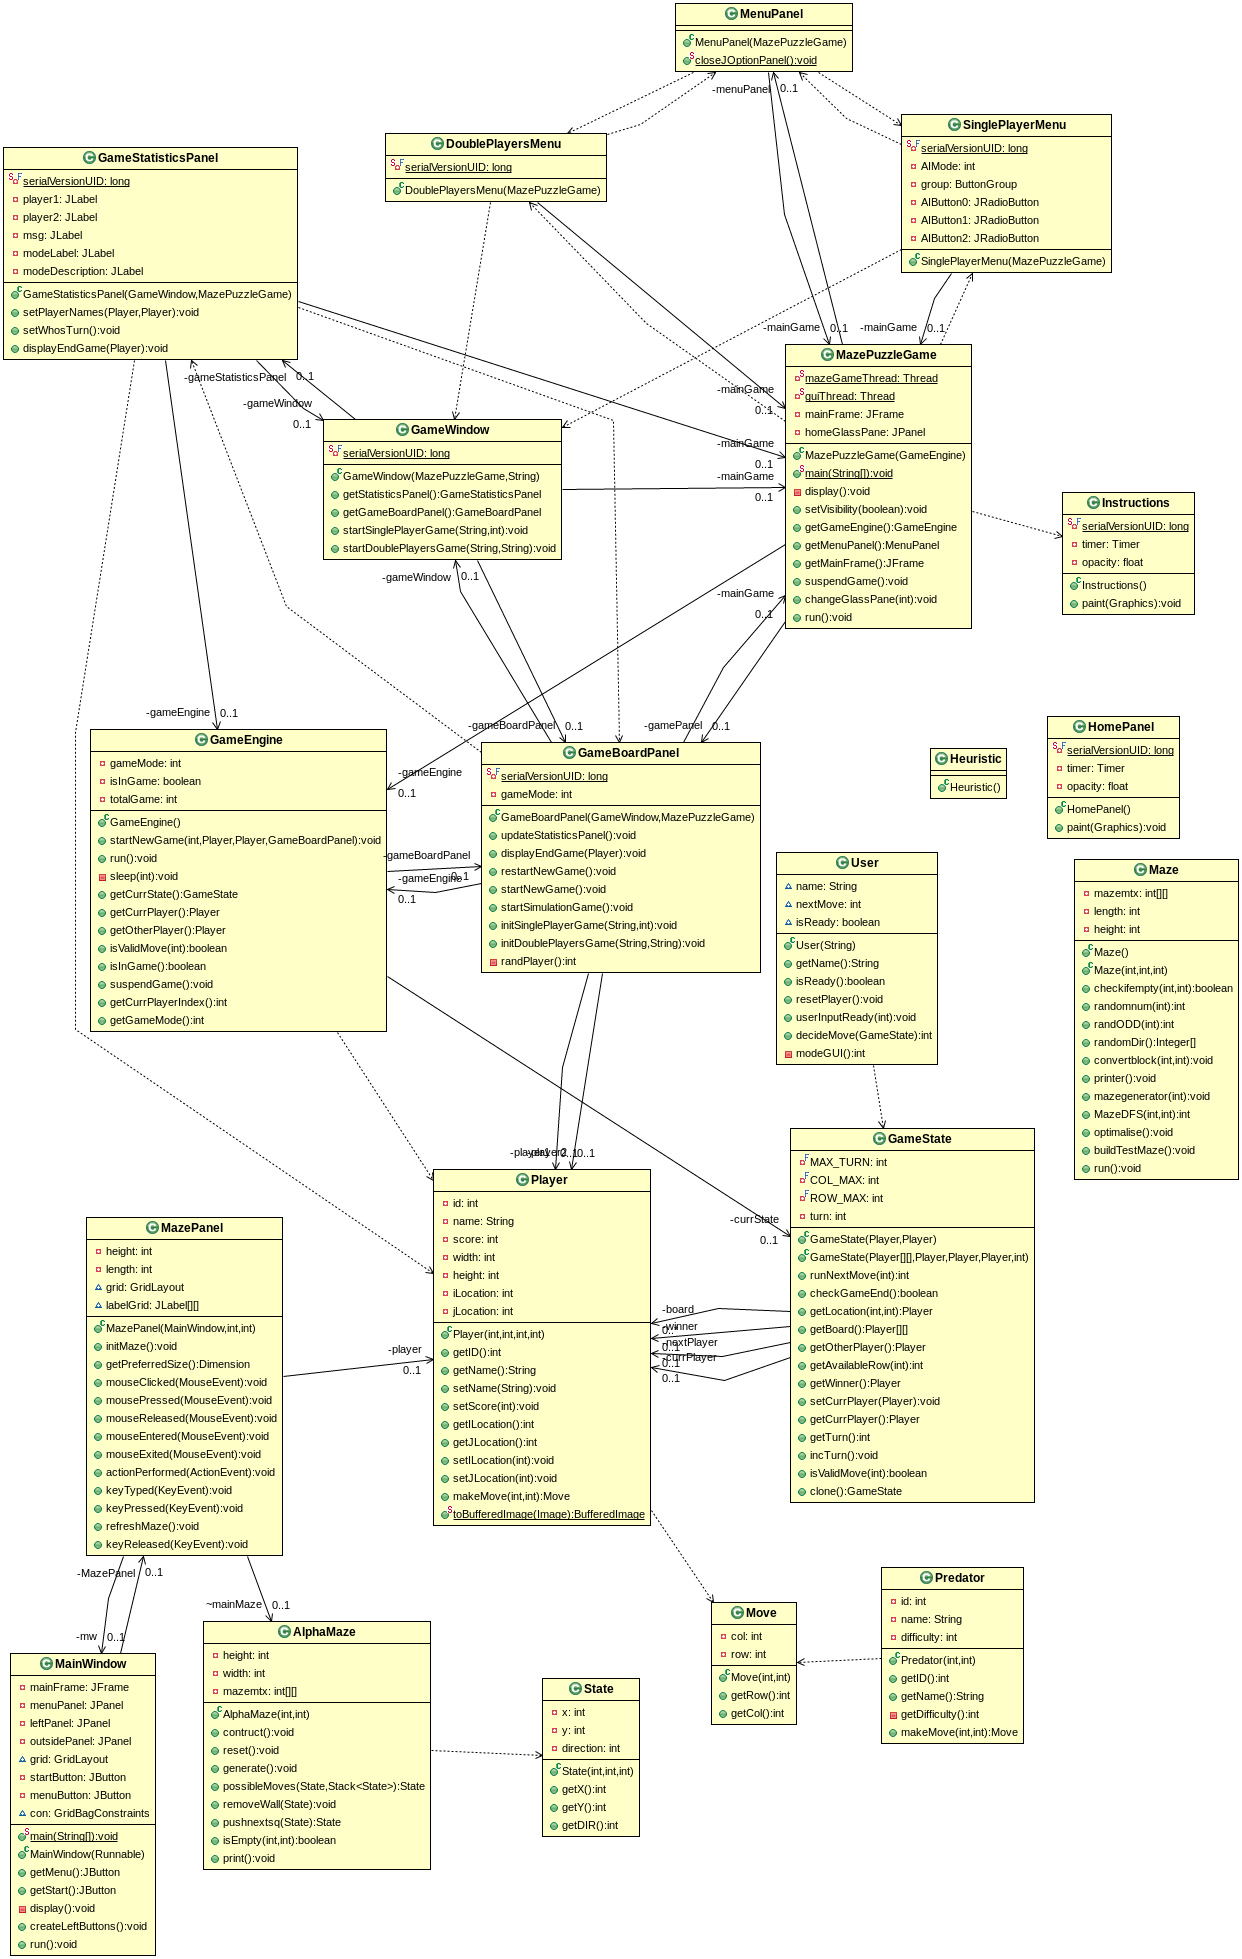 MenuPanel
MenuPanel(MazePuzzleGame)
closeJOptionPanel():void
-menuPanel
0..1
DoublePlayersMenu
serialVersionUID: long
DoublePlayersMenu(MazePuzzleGame)
SinglePlayerMenu
serialVersionUID: long
AIMode: int
group: ButtonGroup
AIButton0: JRadioButton
AIButton1: JRadioButton
AIButton2: JRadioButton
SinglePlayerMenu(MazePuzzleGame)
GameStatisticsPanel
serialVersionUID: long
player1: JLabel
player2: JLabel
msg: JLabel
modeLabel: JLabel
modeDescription: JLabel
GameStatisticsPanel(GameWindow,MazePuzzleGame)
setPlayerNames(Player,Player):void
setWhosTurn():void
displayEndGame(Player):void
-gameStatisticsPanel
0..1
-gameWindow
0..1
-mainGame
0..1
-mainGame
0..1
-mainGame
0..1
-mainGame
0..1
-mainGame
0..1
-mainGame
0..1
GameWindow
serialVersionUID: long
GameWindow(MazePuzzleGame,String)
getStatisticsPanel():GameStatisticsPanel
getGameBoardPanel():GameBoardPanel
startSinglePlayerGame(String,int):void
startDoublePlayersGame(String,String):void
-gameWindow
0..1
MazePuzzleGame
mazeGameThread: Thread
guiThread: Thread
mainFrame: JFrame
homeGlassPane: JPanel
MazePuzzleGame(GameEngine)
main(String[]):void
display():void
setVisibility(boolean):void
getGameEngine():GameEngine
getMenuPanel():MenuPanel
getMainFrame():JFrame
suspendGame():void
changeGlassPane(int):void
run():void
Instructions
serialVersionUID: long
timer: Timer
opacity: float
Instructions()
paint(Graphics):void
-gameEngine
0..1
-gameBoardPanel
0..1
-gamePanel
0..1
GameEngine
gameMode: int
isInGame: boolean
totalGame: int
GameEngine()
startNewGame(int,Player,Player,GameBoardPanel):void
run():void
sleep(int):void
getCurrState():GameState
getCurrPlayer():Player
getOtherPlayer():Player
isValidMove(int):boolean
isInGame():boolean
suspendGame():void
getCurrPlayerIndex():int
getGameMode():int
-gameEngine
0..1
-gameBoardPanel
0..1
-gameEngine
0..1
GameBoardPanel
serialVersionUID: long
gameMode: int
GameBoardPanel(GameWindow,MazePuzzleGame)
updateStatisticsPanel():void
displayEndGame(Player):void
restartNewGame():void
startNewGame():void
startSimulationGame():void
initSinglePlayerGame(String,int):void
initDoublePlayersGame(String,String):void
randPlayer():int
Heuristic
Heuristic()
HomePanel
serialVersionUID: long
timer: Timer
opacity: float
HomePanel()
paint(Graphics):void
User
name: String
nextMove: int
isReady: boolean
User(String)
getName():String
isReady():boolean
resetPlayer():void
userInputReady(int):void
decideMove(GameState):int
modeGUI():int
Maze
mazemtx: int[][]
length: int
height: int
Maze()
Maze(int,int,int)
checkifempty(int,int):boolean
randomnum(int):int
randODD(int):int
randomDir():Integer[]
convertblock(int,int):void
printer():void
mazegenerator(int):void
MazeDFS(int,int):int
optimalise():void
buildTestMaze():void
run():void
-player1
-player2
0..1
0..1
-currState
0..1
GameState
MAX_TURN: int
COL_MAX: int
ROW_MAX: int
turn: int
GameState(Player,Player)
GameState(Player[][],Player,Player,Player,int)
runNextMove(int):int
checkGameEnd():boolean
getLocation(int,int):Player
getBoard():Player[][]
getOtherPlayer():Player
getAvailableRow(int):int
getWinner():Player
setCurrPlayer(Player):void
getCurrPlayer():Player
getTurn():int
incTurn():void
isValidMove(int):boolean
clone():GameState
Player
id: int
name: String
score: int
width: int
height: int
iLocation: int
jLocation: int
Player(int,int,int,int)
getID():int
getName():String
setName(String):void
setScore(int):void
getILocation():int
getJLocation():int
setILocation(int):void
setJLocation(int):void
makeMove(int,int):Move
toBufferedImage(Image):BufferedImage
-board
0..*
-winner
0..1
-nextPlayer
0..1
-currPlayer
0..1
MazePanel
height: int
length: int
grid: GridLayout
labelGrid: JLabel[][]
MazePanel(MainWindow,int,int)
initMaze():void
getPreferredSize():Dimension
mouseClicked(MouseEvent):void
mousePressed(MouseEvent):void
mouseReleased(MouseEvent):void
mouseEntered(MouseEvent):void
mouseExited(MouseEvent):void
actionPerformed(ActionEvent):void
keyTyped(KeyEvent):void
keyPressed(KeyEvent):void
refreshMaze():void
keyReleased(KeyEvent):void
-player
0..1
-MazePanel
0..1
-mw
0..1
~mainMaze
0..1
MainWindow
mainFrame: JFrame
menuPanel: JPanel
leftPanel: JPanel
outsidePanel: JPanel
grid: GridLayout
startButton: JButton
menuButton: JButton
con: GridBagConstraints
main(String[]):void
MainWindow(Runnable)
getMenu():JButton
getStart():JButton
display():void
createLeftButtons():void
run():void
AlphaMaze
height: int
width: int
mazemtx: int[][]
AlphaMaze(int,int)
contruct():void
reset():void
generate():void
possibleMoves(State,Stack<State>):State
removeWall(State):void
pushnextsq(State):State
isEmpty(int,int):boolean
print():void
State
x: int
y: int
direction: int
State(int,int,int)
getX():int
getY():int
getDIR():int
Move
col: int
row: int
Move(int,int)
getRow():int
getCol():int
Predator
id: int
name: String
difficulty: int
Predator(int,int)
getID():int
getName():String
getDifficulty():int
makeMove(int,int):Move